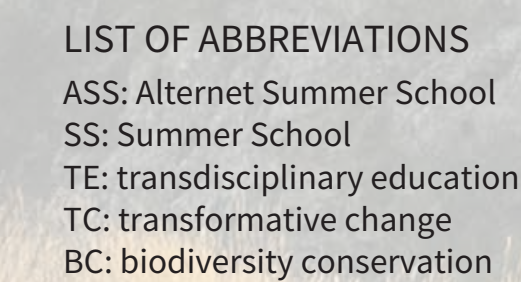 LIST OF ABBREVIATIONS
ASS: Alternet Summer School
SS: Summer School
TE: transdisciplinary education
TC: transformative change
BC: biodiversity conservation